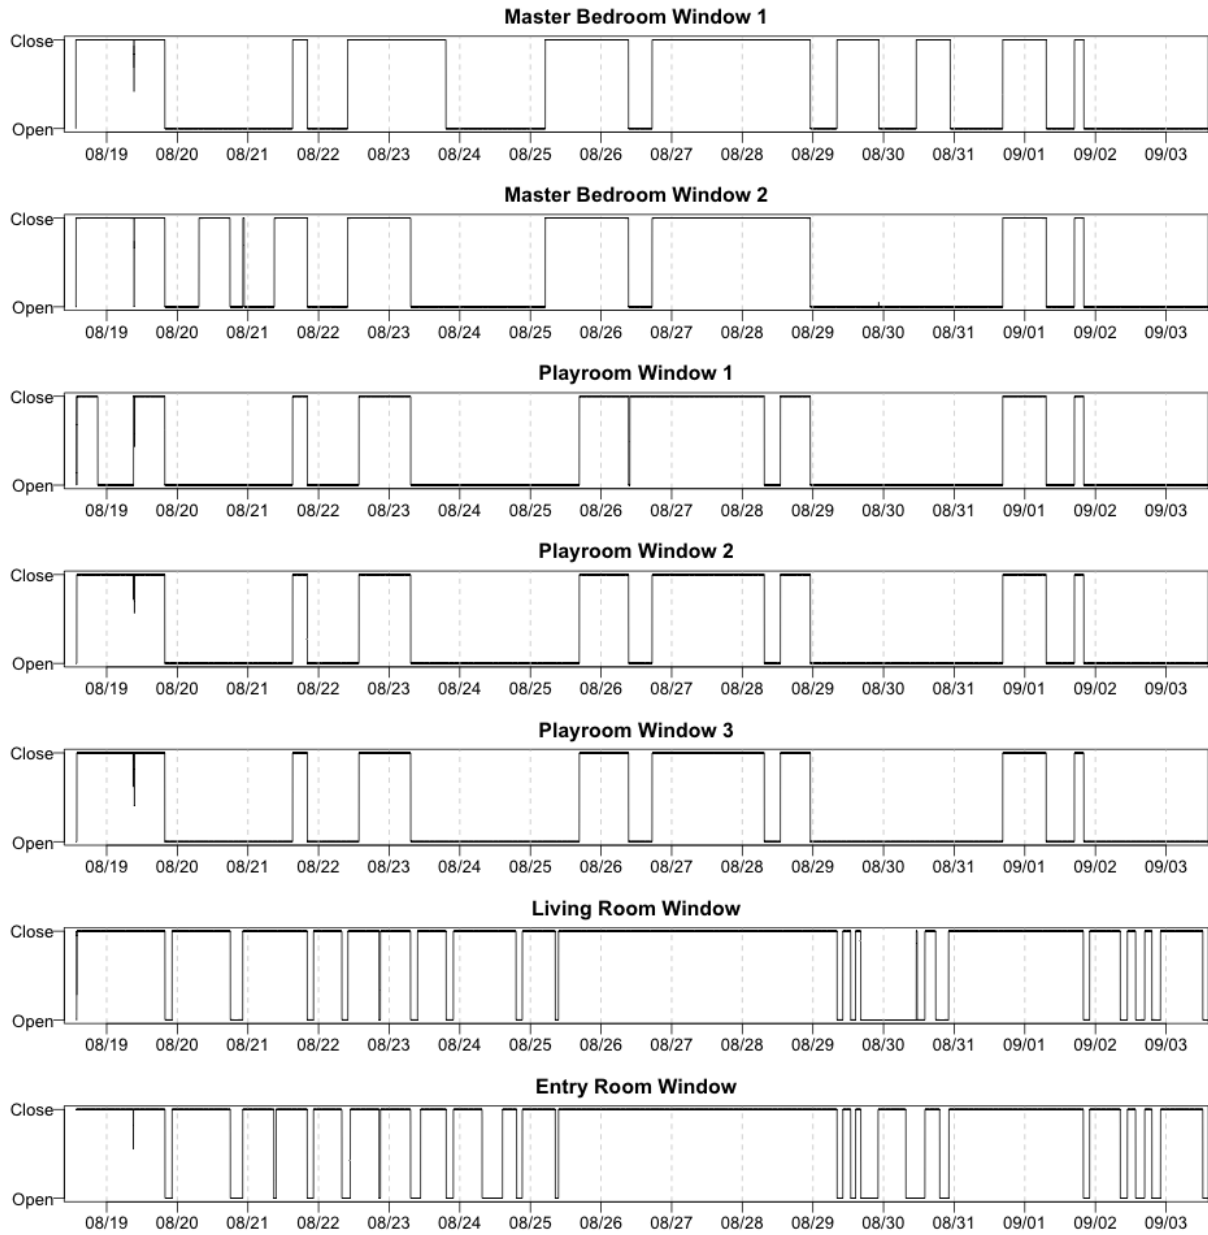 Master Bedroom Window 1
Close
Open
08/19 08/20 08/21 08/22 08/23 08/24 08/25 08/26 08/27 08/28 08/29 08/30 08/31 09/01 09/02 09/03
Master Bedroom Window 2
Close
Open
08/19 08/20 08/21 08/22 08/23 08/24 08/25 08/26 08/27 08/28 08/29 08/30 08/31 09/01 09/02 09/03
Playroom Window 1
Close
Open
08/19 08/20 08/21 08/22 08/23 08/24 08/25 08/26 08/27 08/28 08/29 08/30 08/31 09/01 09/02 09/03
Playroom Window 2
Close
Open
08/19 08/20 08/21 08/22 08/23 08/24 08/25 08/26 08/27 08/28 08/29 08/30 08/31 09/01 09/02 09/03
Playroom Window 3
Close
Open
08/19 08/20 08/21 08/22 08/23 08/24 08/25 08/26 08/27 08/28 08/29 08/30 08/31 09/01 09/02 09/03
Living Room Window
Close
Open
08/19 08/20 08/21 08/22 08/23 08/24 08/25 08/26 08/27 08/28 08/29 08/30 08/31 09/01 09/02 09/03
Entry Room Window
Close
Open
08/19 08/20 08/21 08/22 08/23 08/24 08/25 08/26 08/27 08/28 08/29 08/30 08/31 09/01 09/02 09/03